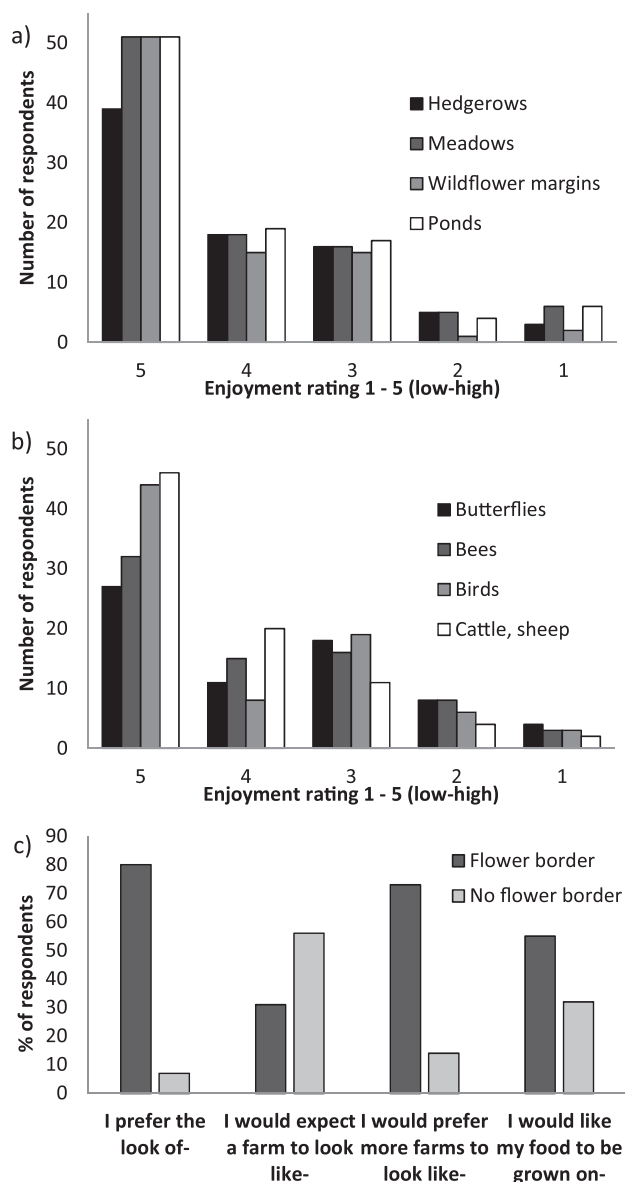 a)
Number of respondents
50
40
30
20
10
0
Hedgerows
Meadows
Wildflower margins
Ponds
5 4 3 2 1
Enjoyment rating 1 - 5 (low-high)
b)
Number of respondents
50
40
30
20
10
0
Butterflies
Bees
Birds
Cattle, sheep
5 4 3 2 1
Enjoyment rating 1 - 5 (low-high)
c)
% of respondents
90
80
70
60
50
40
30
20
10
0
Flower border
No flower border
I prefer the
look of-
I would expect
a farm to look
like-
I would prefer
more farms to
look like-
I would like
my food to be
grown on-